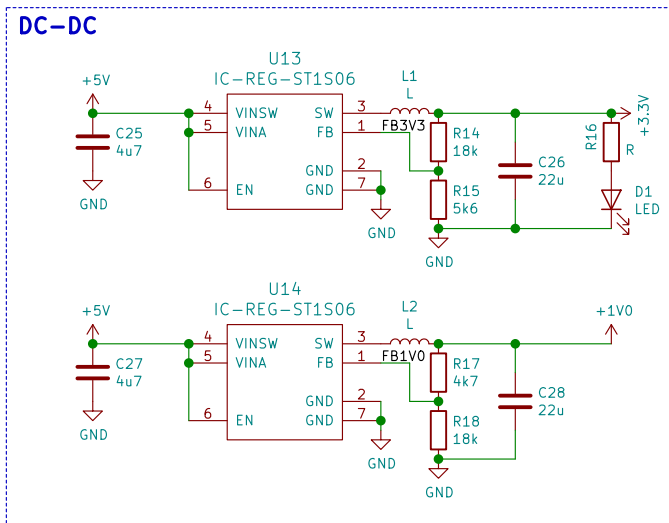 DC-DC
U13
IC-REG-ST1S06
+5V
C25
4u7
GND
4 VINSW SW 3
5 VINA FB 1
GND 2
GND 7
6 EN
GND
L1
L
FB3V3
R14
18k
R15
5k6
GND
C26
22u
R16
R
+3.3V
D1
LED
U14
IC-REG-ST1S06
+5V
C27
4u7
GND
4 VINSW SW 3
5 VINA FB 1
GND 2
GND 7
6 EN
GND
L2
L
FB1V0
R17
4k7
R18
18k
GND
C28
22u
+1V0